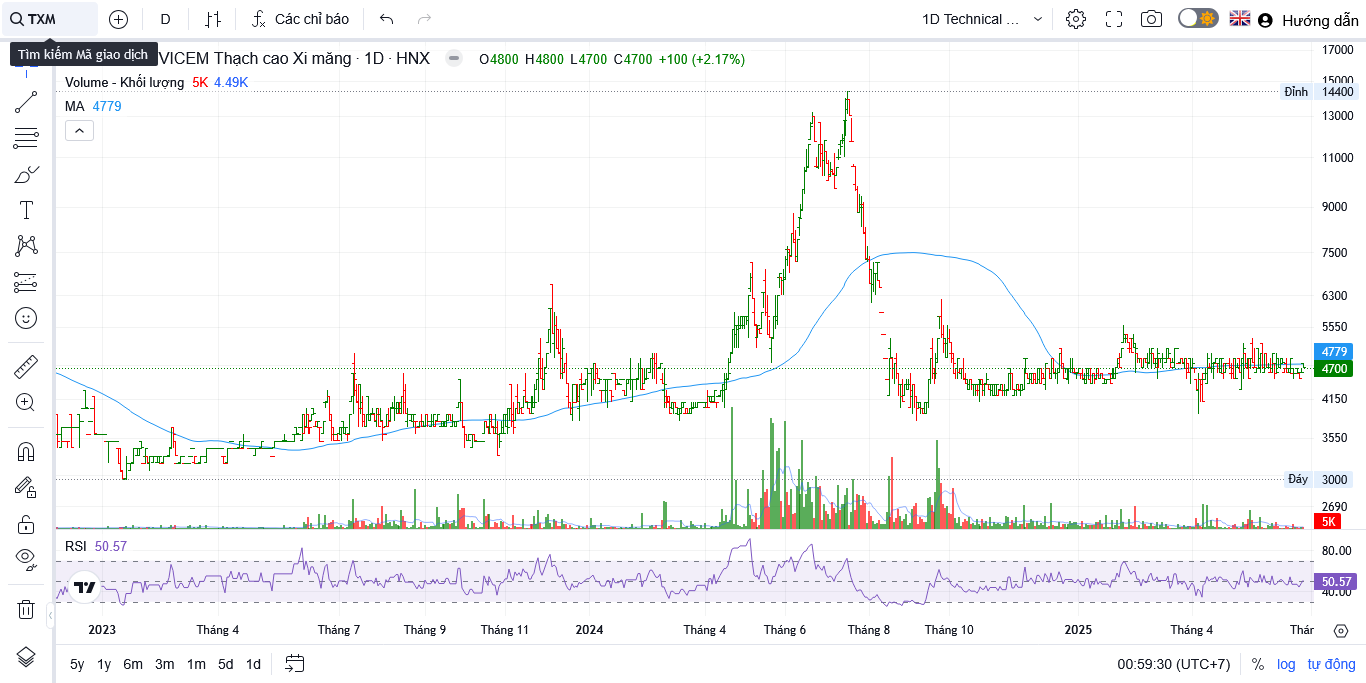 TXM D Các chỉ báo 1D Technical ... Hướng dẫn
Tìm kiếm Mã giao dịch
VICEM Thạch cao Xi măng · 1D · HNX O4800 H4800 L4700 C4700 +100 (+2.17%)
Volume - Khối lượng 5K 4.49K
MA 4779
17000
15000
Đỉnh 14400
13000
11000
9000
7500
6300
5550
4779
4700
4150
3550
Đáy 3000
2690
5K
RSI 50.57
80.00
50.57
40.00
2023 Tháng 4 Tháng 7 Tháng 9 Tháng 11 2024 Tháng 4 Tháng 6 Tháng 8 Tháng 10 2025 Tháng 4 Thár
5y 1y 6m 3m 1m 5d 1d 00:59:30 (UTC+7) % log tự động